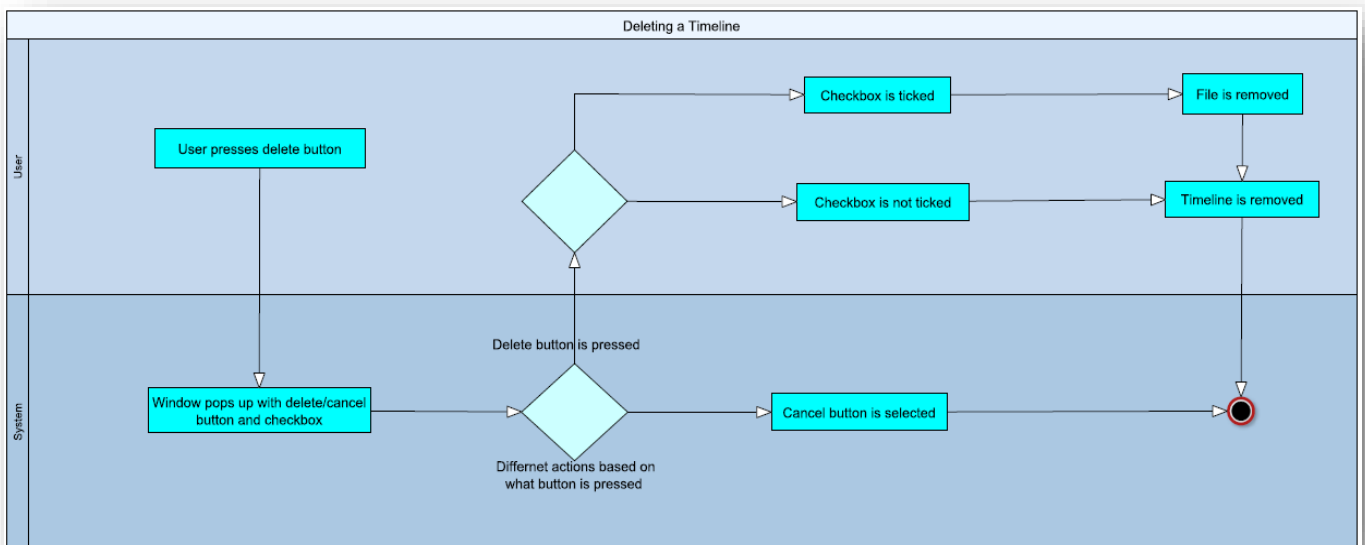 Deleting a Timeline
User
Checkbox is ticked
File is removed
User presses delete button
Checkbox is not ticked
Timeline is removed
System
Delete button is pressed
Window pops up with delete/cancel
button and checkbox
Cancel button is selected
Differnet actions based on
what button is pressed